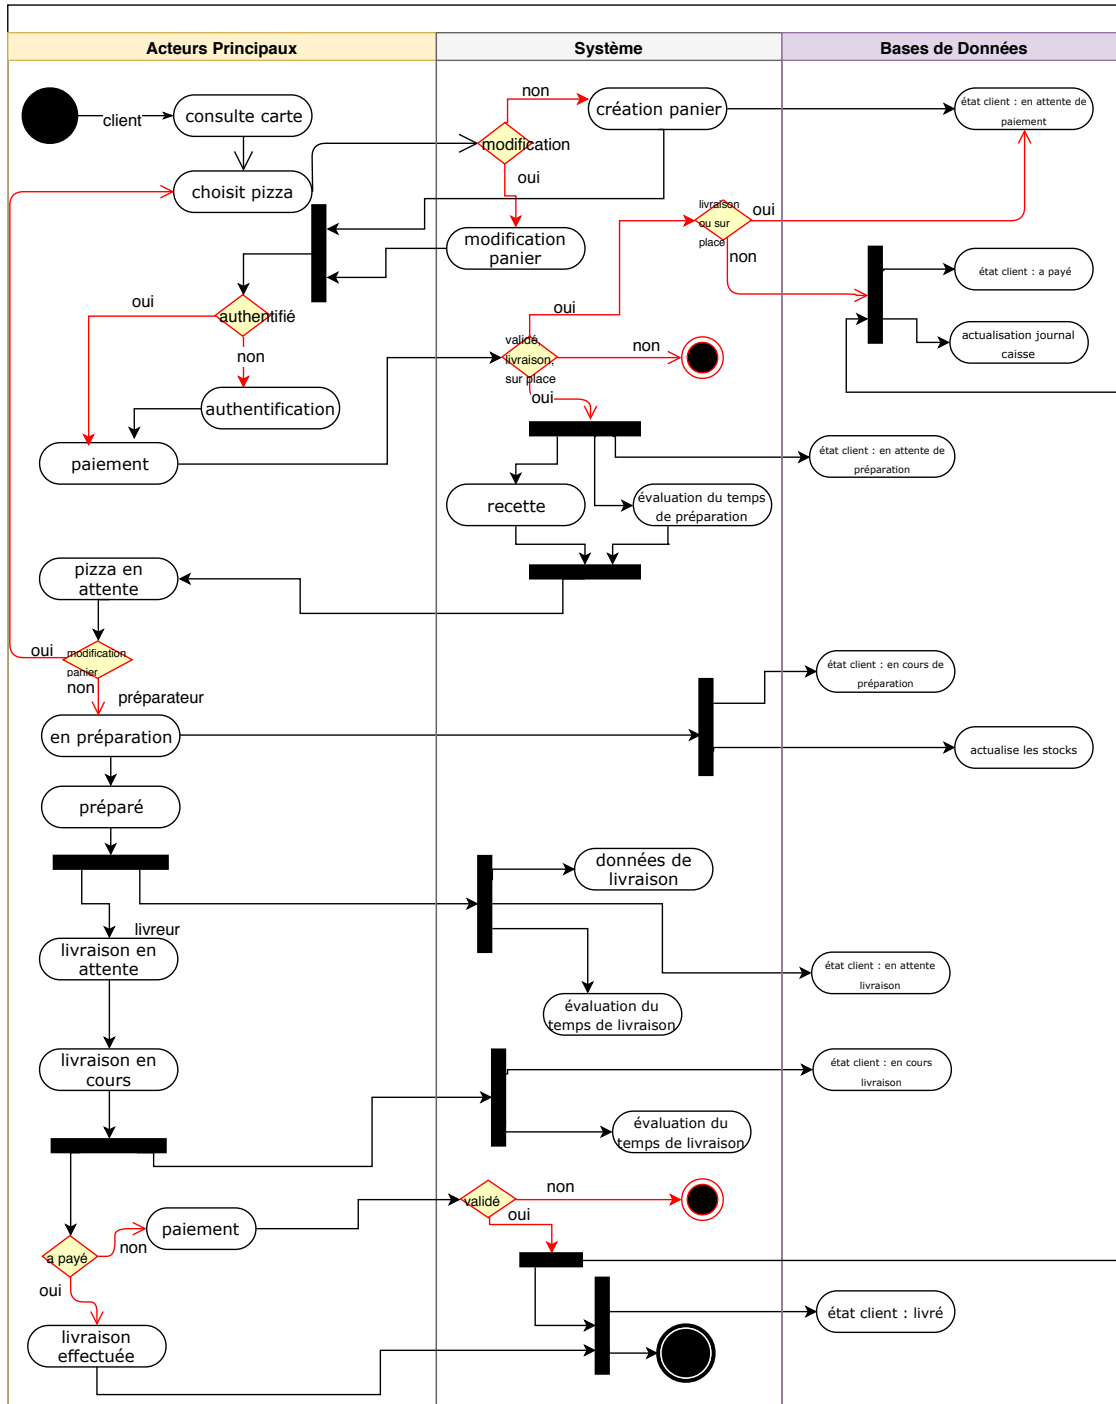 Acteurs Principaux
Système
Bases de Données
client
consulte carte
non
création panier
état client : en attente de
paiement
modification
oui
choisit pizza
livraison
ou sur
place
oui
non
modification
panier
état client : a payé
oui
authentifié
non
oui
validé,
livraison,
sur place
non
oui
actualisation journal
caisse
authentification
paiement
état client : en attente de
préparation
recette
évaluation du temps
de préparation
pizza en
attente
oui
modification
panier
non
préparateur
état client : en cours de
préparation
en préparation
actualise les stocks
préparé
données de
livraison
livreur
livraison en
attente
état client : en attente
livraison
évaluation du
temps de livraison
livraison en
cours
état client : en cours
livraison
évaluation du
temps de livraison
validé
non
oui
paiement
non
a payé
oui
état client : livré
livraison
effectuée